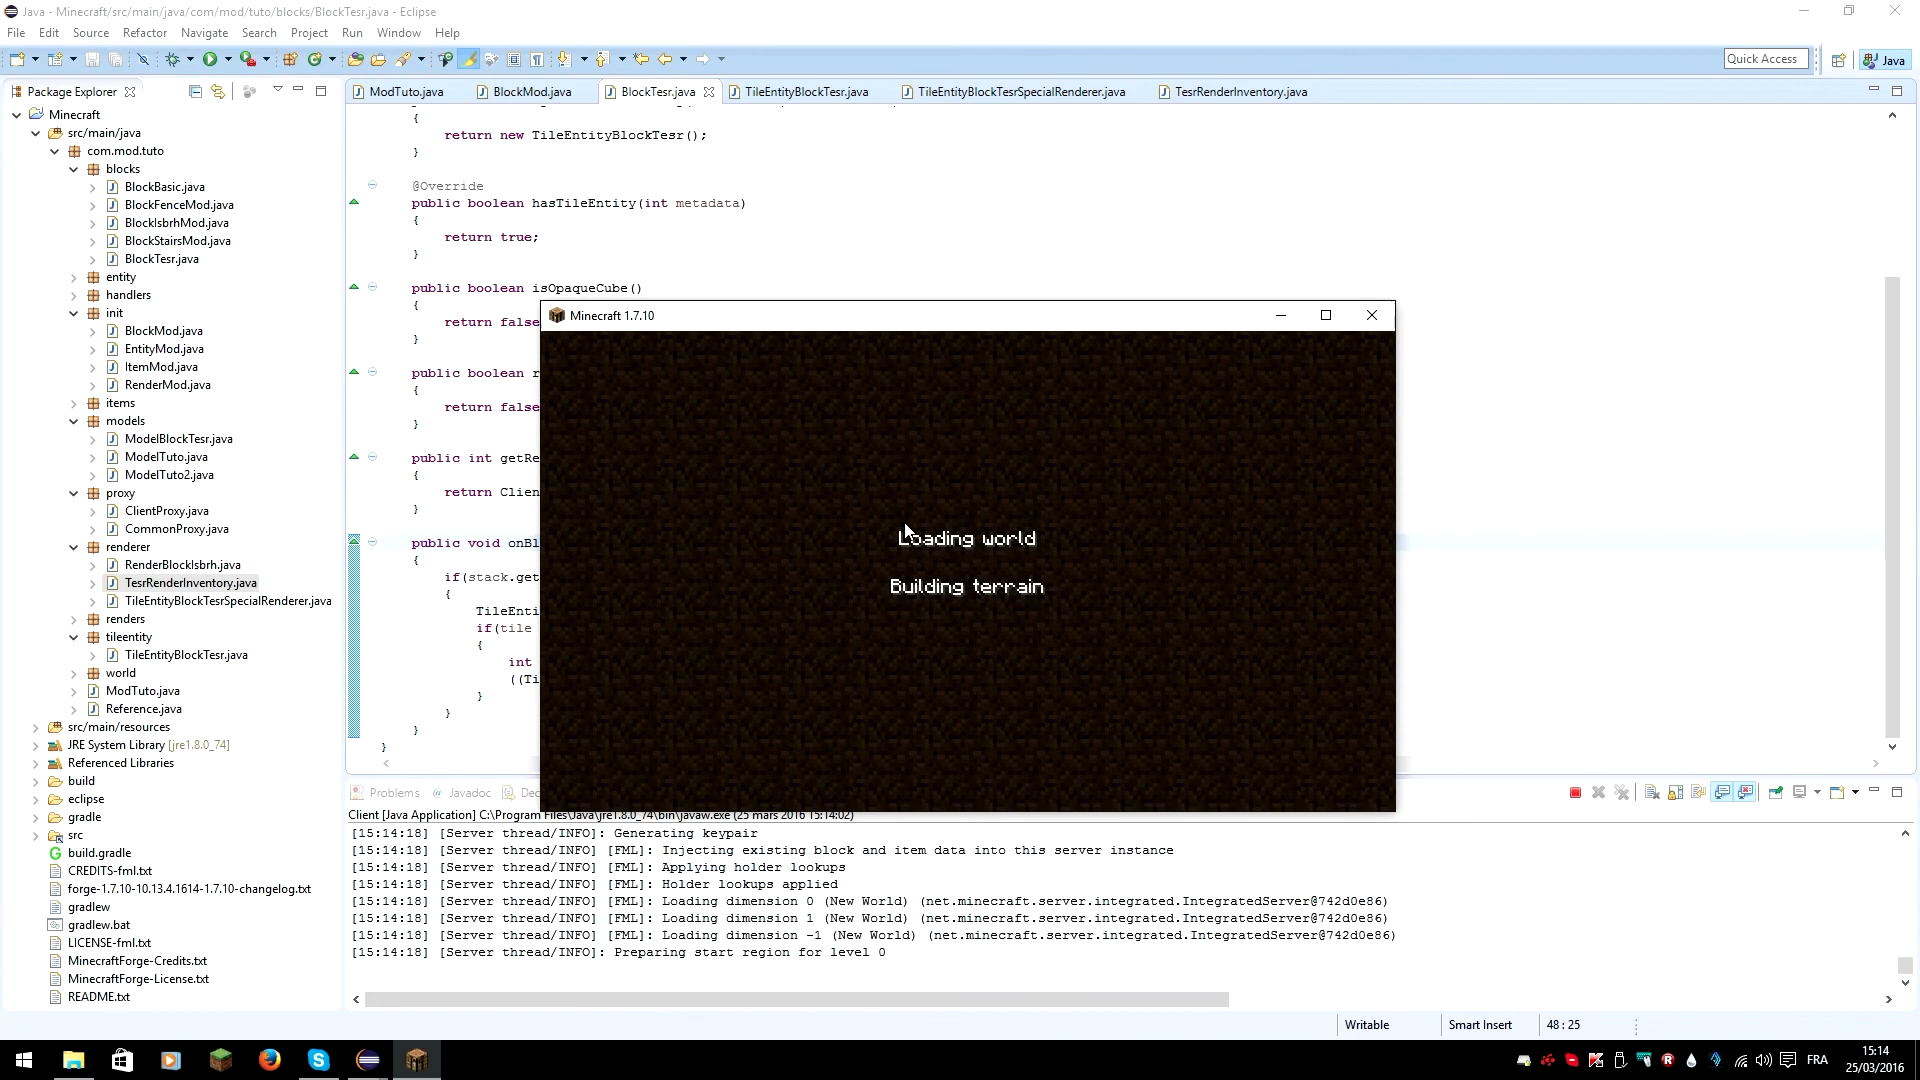 Java - Minecraft/src/main/java/com/mod/tuto/blocks/BlockTesr.java - Eclipse
File Edit Source Refactor Navigate Search Project Run Window Help
Quick Access
Java
Package Explorer
ModTuto.java BlockMod.java BlockTesr.java TileEntityBlockTesr.java TileEntityBlockTesrSpecialRenderer.java TesrRenderInventory.java
Minecraft
src/main/java
com.mod.tuto
blocks
BlockBasic.java
BlockFenceMod.java
BlockIsbrhMod.java
BlockStairsMod.java
BlockTesr.java
entity
handlers
init
BlockMod.java
EntityMod.java
ItemMod.java
RenderMod.java
items
models
ModelBlockTesr.java
ModelTuto.java
ModelTuto2.java
proxy
ClientProxy.java
CommonProxy.java
renderer
RenderBlockIsbrh.java
TesrRenderInventory.java
TileEntityBlockTesrSpecialRenderer.java
renders
tileentity
TileEntityBlockTesr.java
world
ModTuto.java
Reference.java
src/main/resources
JRE System Library [jre1.8.0_74]
Referenced Libraries
build
eclipse
gradle
src
build.gradle
CREDITS-fml.txt
forge-1.7.10-10.13.4.1614-1.7.10-changelog.txt
gradlew
gradlew.bat
LICENSE-fml.txt
MinecraftForge-Credits.txt
MinecraftForge-License.txt
README.txt
{
return new TileEntityBlockTesr();
}
@Override
public boolean hasTileEntity(int metadata)
{
return true;
}
public boolean isOpaqueCube()
{
return false
}
public boolean r
{
return false
}
public int getRe
{
return Clien
}
public void onBl
{
if(stack.get
{
TileEnti
if(tile
{
int
((Ti
}
}
}
}
Minecraft 1.7.10
Loading world
Building terrain
Problems Javadoc Dec
Client [Java Application] C:\Program Files\Java\jre1.8.0_74\bin\javaw.exe (25 mars 2016 15:14:02)
[15:14:18] [Server thread/INFO]: Generating keypair
[15:14:18] [Server thread/INFO] [FML]: Injecting existing block and item data into this server instance
[15:14:18] [Server thread/INFO] [FML]: Applying holder lookups
[15:14:18] [Server thread/INFO] [FML]: Holder lookups applied
[15:14:18] [Server thread/INFO] [FML]: Loading dimension 0 (New World) (net.minecraft.server.integrated.IntegratedServer@742d0e86)
[15:14:18] [Server thread/INFO] [FML]: Loading dimension 1 (New World) (net.minecraft.server.integrated.IntegratedServer@742d0e86)
[15:14:18] [Server thread/INFO] [FML]: Loading dimension -1 (New World) (net.minecraft.server.integrated.IntegratedServer@742d0e86)
[15:14:18] [Server thread/INFO]: Preparing start region for level 0
Writable Smart Insert 48 : 25
FRA
15:14
25/03/2016